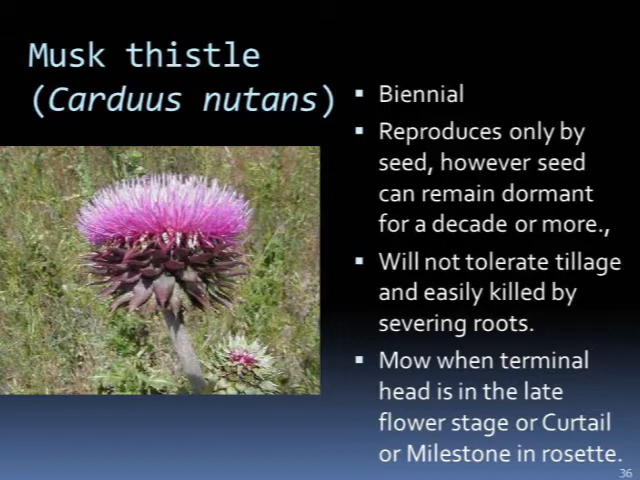 Musk thistle
(Carduus nutans)
▪ Biennial
▪ Reproduces only by
seed, however seed
can remain dormant
for a decade or more.,
▪ Will not tolerate tillage
and easily killed by
severing roots.
▪ Mow when terminal
head is in the late
flower stage or Curtail
or Milestone in rosette.
36